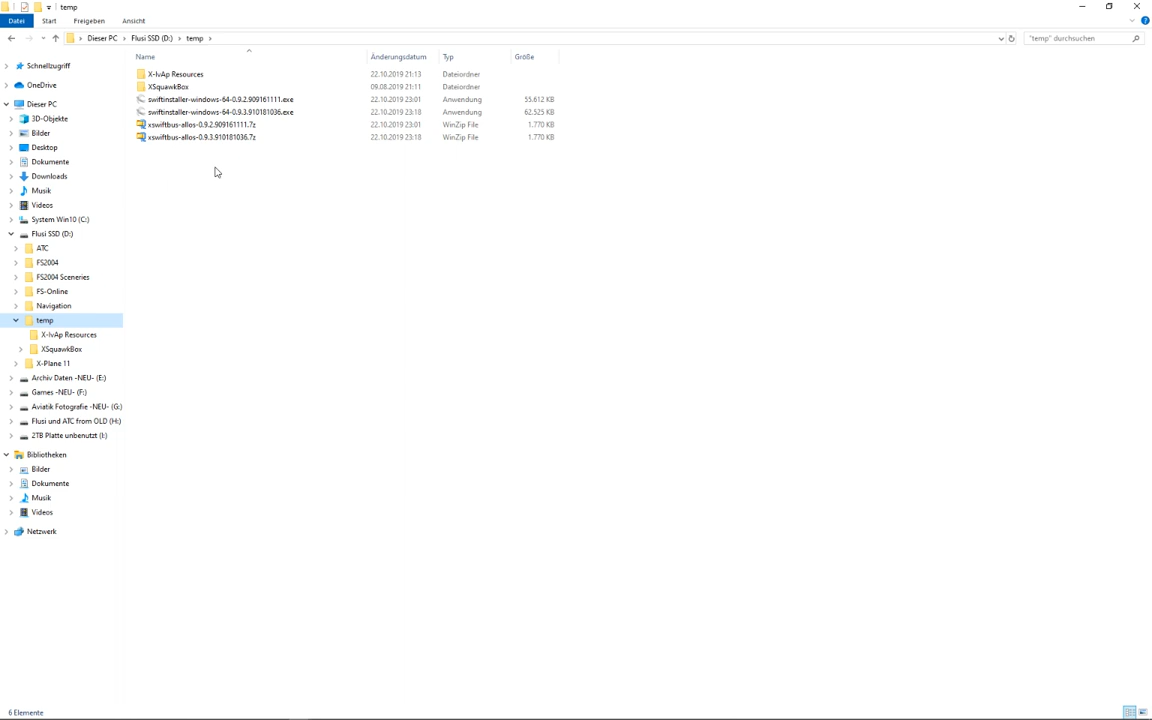 temp
Datei Start Freigeben Ansicht
Dieser PC Flusi SSD (D:) temp
"temp" durchsuchen
Name Änderungsdatum Typ Größe
X-IvAp Resources 22.10.2019 21:13 Dateiordner
XSquawkBox 09.08.2019 21:11 Dateiordner
swiftinstaller-windows-64-0.9.2.909161111.exe 22.10.2019 23:01 Anwendung 55.612 KB
swiftinstaller-windows-64-0.9.3.910181036.exe 22.10.2019 23:18 Anwendung 62.525 KB
xswiftbus-allos-0.9.2.909161111.7z 22.10.2019 23:01 WinZip File 1.770 KB
xswiftbus-allos-0.9.3.910181036.7z 22.10.2019 23:18 WinZip File 1.770 KB
Schnellzugriff
OneDrive
Dieser PC
3D-Objekte
Bilder
Desktop
Dokumente
Downloads
Musik
Videos
System Win10 (C:)
Flusi SSD (D:)
ATC
FS2004
FS2004 Sceneries
FS-Online
Navigation
temp
X-IvAp Resources
XSquawkBox
X-Plane 11
Archiv Daten -NEU- (E:)
Games -NEU- (F:)
Aviatik Fotografie -NEU- (G:)
Flusi und ATC from OLD (H:)
2TB Platte unbenutzt (I:)
Bibliotheken
Bilder
Dokumente
Musik
Videos
Netzwerk
6 Elemente